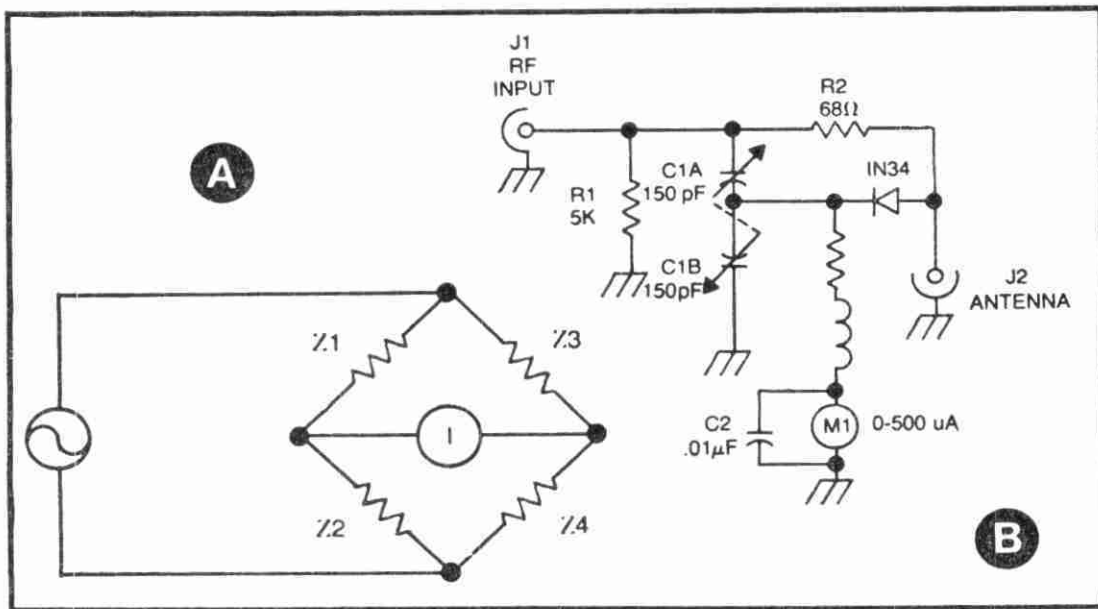 A
J1
RF
INPUT
R2
68Ω
C1A
150 pF
IN34
R1
5K
C1B
150pF
J2
ANTENNA
Z1
Z3
I
Z2
Z4
C2
.01µF
M1
0-500 uA
B